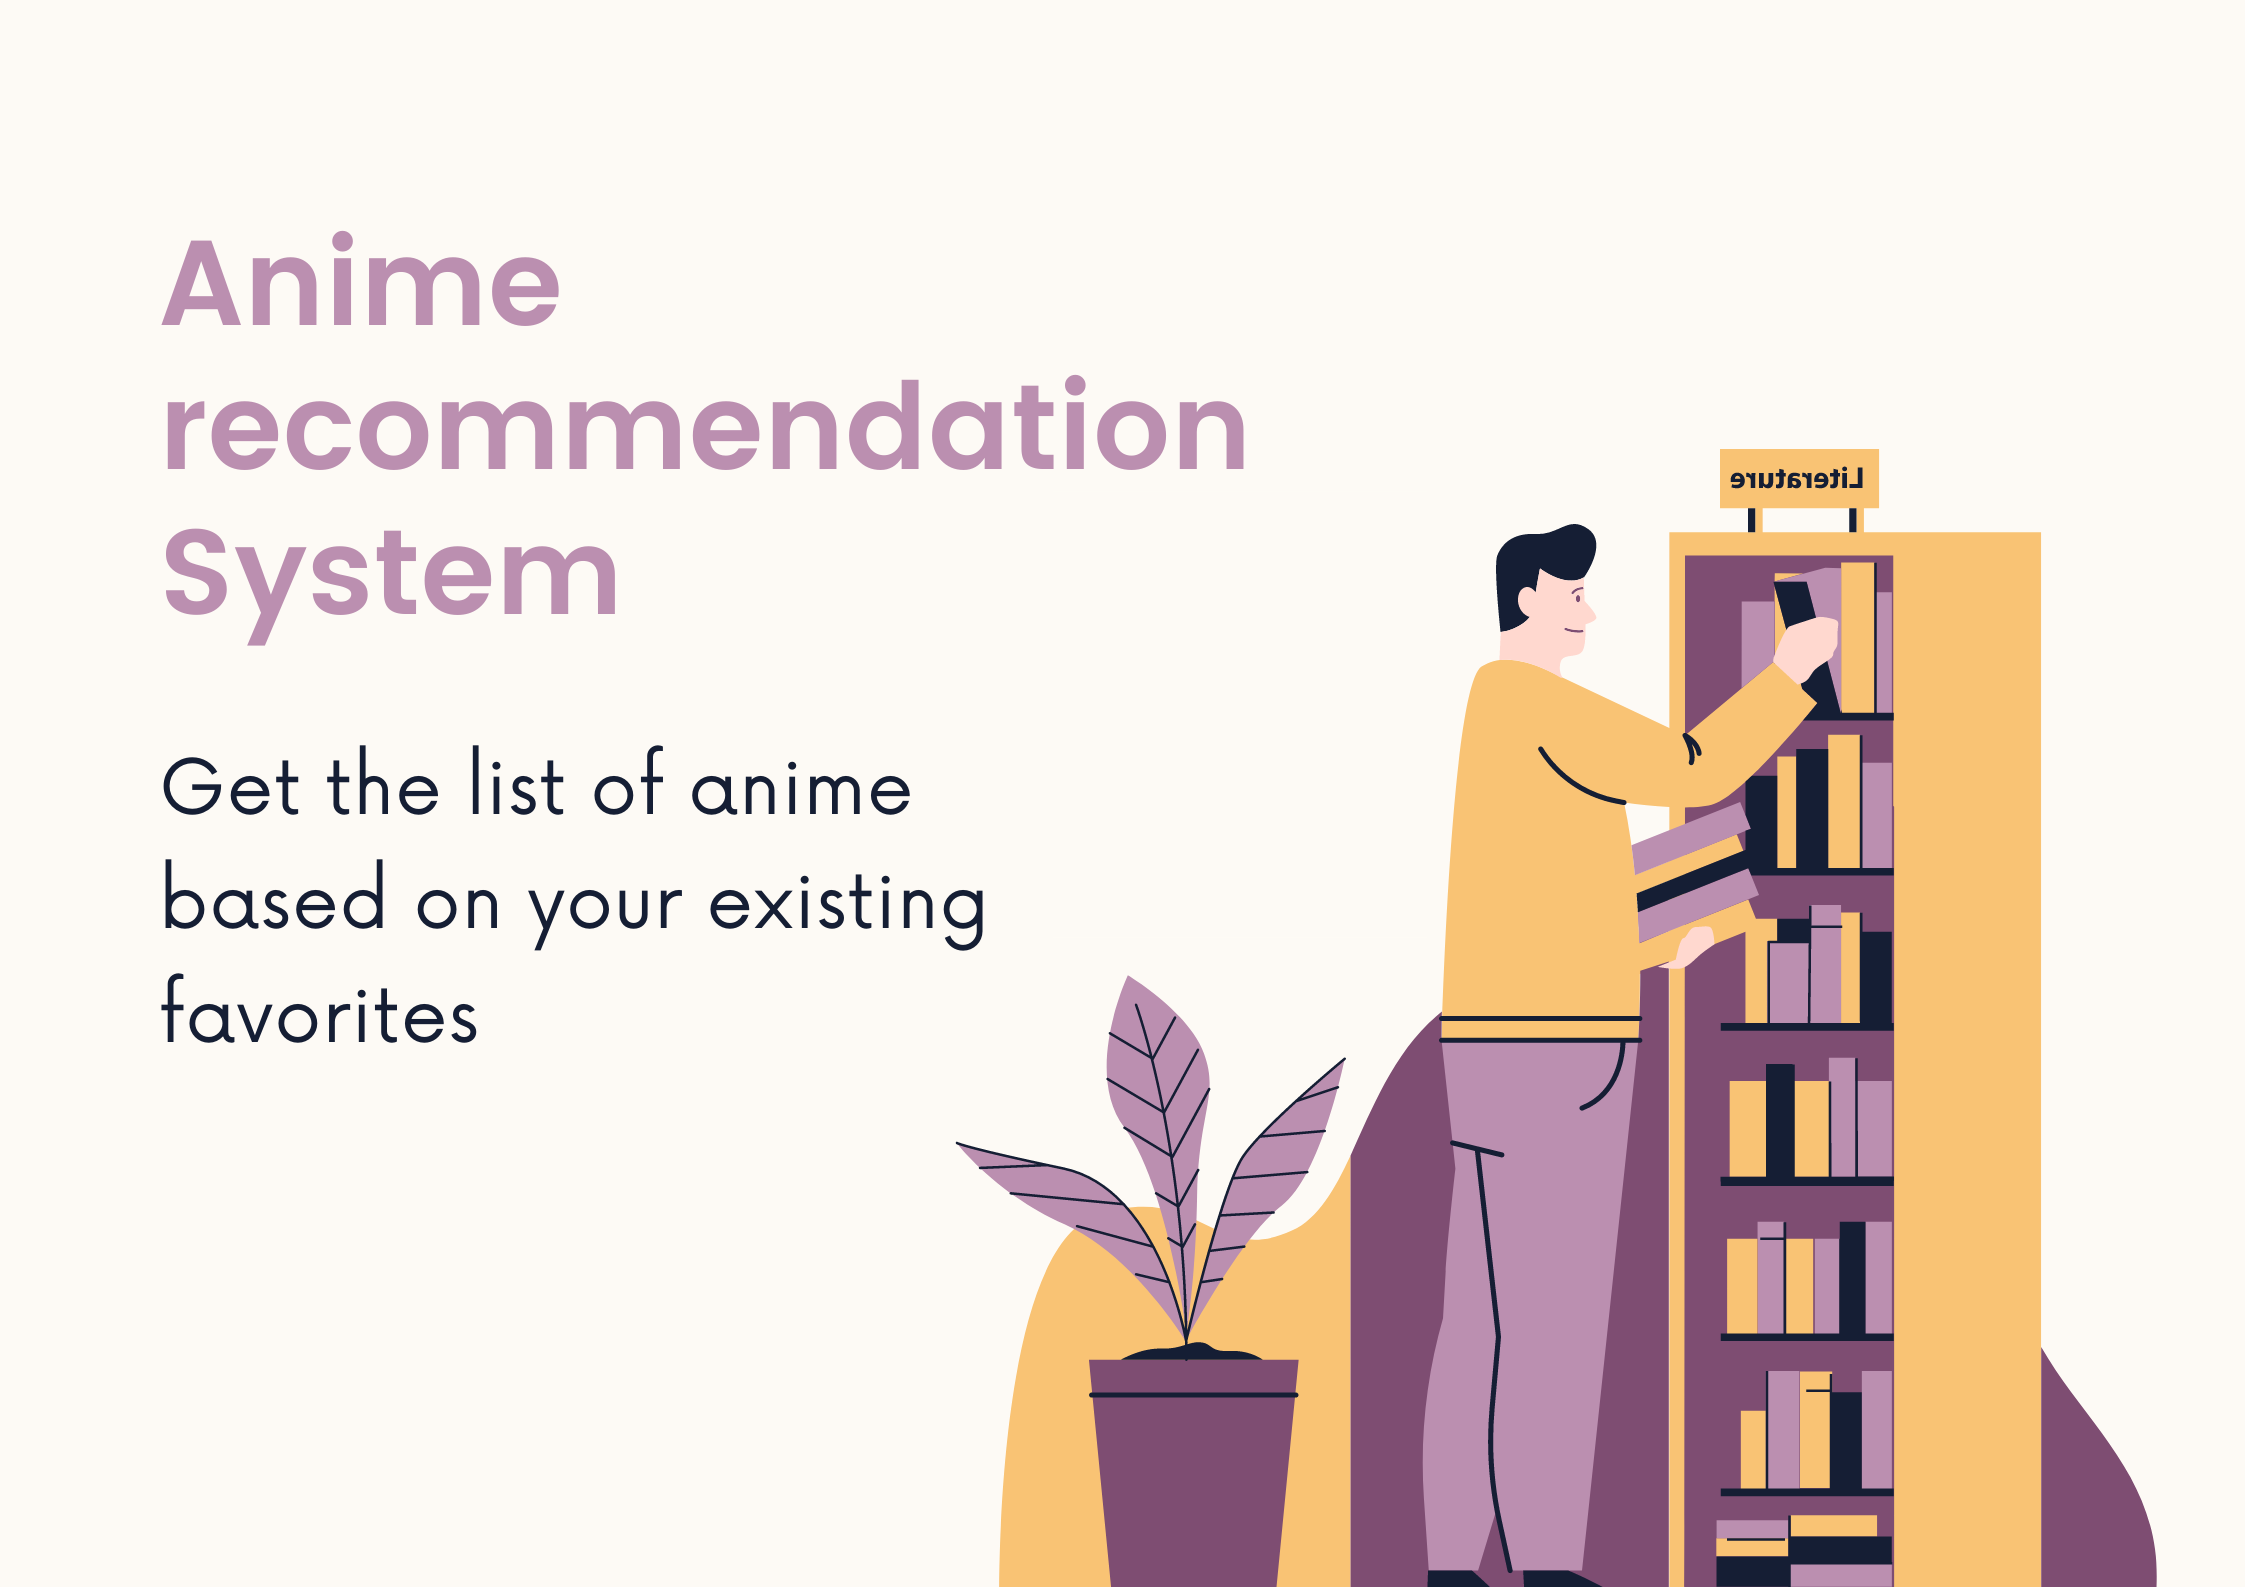 Anime
recommendation
System
Get the list of anime
based on your existing
favorites
Literature